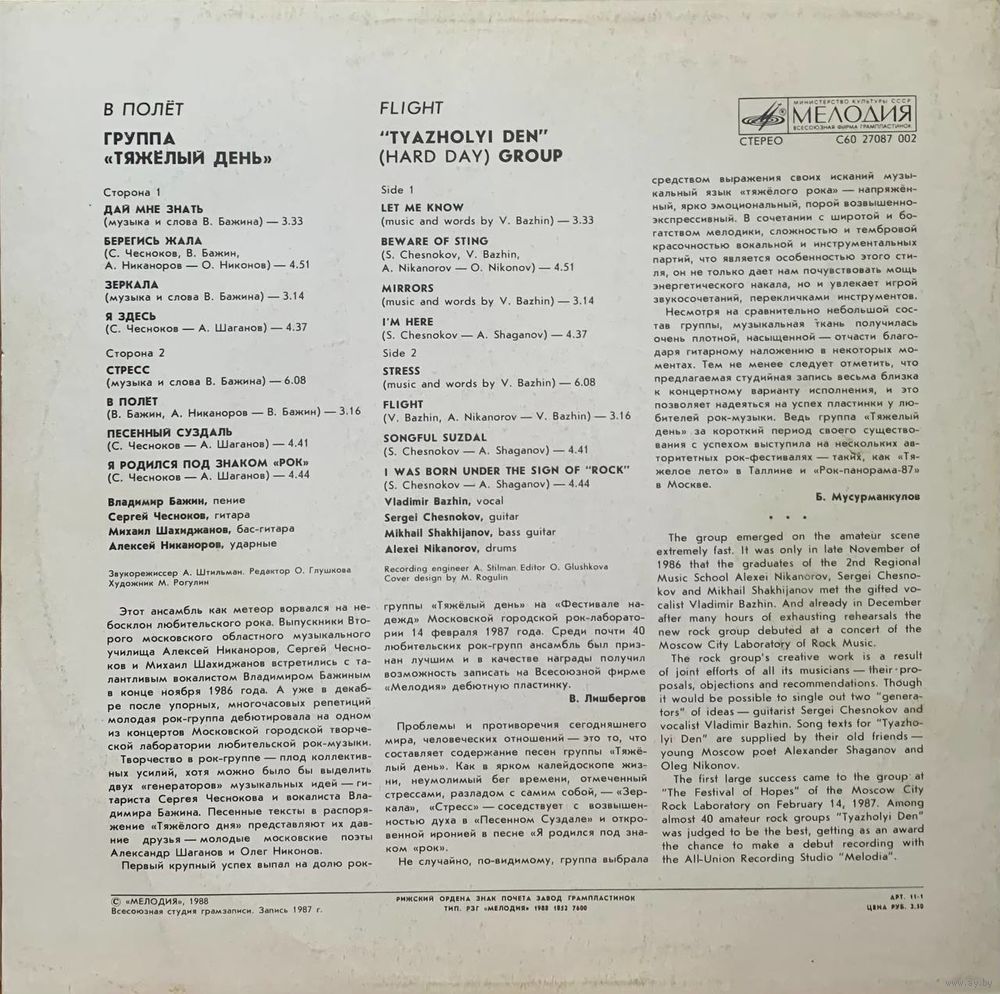 В ПОЛЁТ
ГРУППА
«ТЯЖЁЛЫЙ ДЕНЬ»
Сторона 1
ДАЙ МНЕ ЗНАТЬ
(музыка и слова В. Бажина) — 3.33
БЕРЕГИСЬ ЖАЛА
(С. Чесноков, В. Бажин,
А. Никаноров — О. Никонов) — 4.51
ЗЕРКАЛА
(музыка и слова В. Бажина) — 3.14
Я ЗДЕСЬ
(С. Чесноков — А. Шаганов) — 4.37
Сторона 2
СТРЕСС
(музыка и слова В. Бажина) — 6.08
В ПОЛЁТ
(В. Бажин, А. Никаноров — В. Бажин) — 3.16
ПЕСЕННЫЙ СУЗДАЛЬ
(С. Чесноков — А. Шаганов) — 4.41
Я РОДИЛСЯ ПОД ЗНАКОМ «РОК»
(С. Чесноков — А. Шаганов) — 4.44
Владимир Бажин, пение
Сергей Чесноков, гитара
Михаил Шахиджанов, бас-гитара
Алексей Никаноров, ударные
Звукорежиссер А. Штильман. Редактор О. Глушкова
Художник М. Рогулин
FLIGHT
"TYAZHOLYI DEN"
(HARD DAY) GROUP
Side 1
LET ME KNOW
(music and words by V. Bazhin) — 3.33
BEWARE OF STING
(S. Chesnokov, V. Bazhin,
A. Nikanorov — O. Nikonov) — 4.51
MIRRORS
(music and words by V. Bazhin) — 3.14
I'M HERE
(S. Chesnokov — A. Shaganov) — 4.37
Side 2
STRESS
(music and words by V. Bazhin) — 6.08
FLIGHT
(V. Bazhin, A. Nikanorov — V. Bazhin) — 3.16
SONGFUL SUZDAL
(S. Chesnokov — A. Shaganov) — 4.41
I WAS BORN UNDER THE SIGN OF "ROCK"
(S. Chesnokov — A. Shaganov) — 4.44
Vladimir Bazhin, vocal
Sergei Chesnokov, guitar
Mikhail Shakhijanov, bass guitar
Alexei Nikanorov, drums
Recording engineer A. Stilman. Editor O. Glushkova
Cover design by M. Rogulin
Этот ансамбль как метеор ворвался на не-
босклон любительского рока. Выпускники Вто-
рого московского областного музыкального
училища Алексей Никаноров, Сергей Чесно-
ков и Михаил Шахиджанов встретились с та-
лантливым вокалистом Владимиром Бажиным
в конце ноября 1986 года. А уже в декаб-
ре после упорных, многочасовых репетиций
молодая рок-группа дебютировала на одном
из концертов Московской городской творче-
ской лаборатории любительской рок-музыки.
Творчество в рок-группе — плод коллектив-
ных усилий, хотя можно было бы выделить
двух «генераторов» музыкальных идей — ги-
тариста Сергея Чеснокова и вокалиста Вла-
димира Бажина. Песенные тексты в распоря-
жение «Тяжёлого дня» представляют их дав-
ние друзья — молодые московские поэты
Александр Шаганов и Олег Никонов.
Первый крупный успех выпал на долю рок-
группы «Тяжёлый день» на «Фестивале на-
дежд» Московской городской рок-лаборато-
рии 14 февраля 1987 года. Среди почти 40
любительских рок-групп ансамбль был приз-
нан лучшим и в качестве награды получил
возможность записать на Всесоюзной фирме
«Мелодия» дебютную пластинку.
В. Лишбергов
Проблемы и противоречия сегодняшнего
мира, человеческих отношений — это то, что
составляет содержание песен группы «Тяжё-
лый день». Как в ярком калейдоскопе жиз-
ни, неумолимый бег времени, отмеченный
стрессами, разладом с самим собой, — «Зер-
кала», «Стресс» — соседствует с возвышен-
ностью духа в «Песенном Суздале» и откро-
венной иронией в песне «Я родился под зна-
ком «рок».
Не случайно, по-видимому, группа выбрала
МИНИСТЕРСТВО КУЛЬТУРЫ СССР
МЕЛОДИЯ
ВСЕСОЮЗНАЯ ФИРМА ГРАМПЛАСТИНОК
СТЕРЕО С60 27087 002
средством выражения своих исканий музы-
кальный язык «тяжёлого рока» — напряжён-
ный, ярко эмоциональный, порой возвышенно-
экспрессивный. В сочетании с широтой и бо-
гатством мелодики, сложностью и тембровой
красочностью вокальной и инструментальных
партий, что является особенностью этого сти-
ля, он не только дает нам почувствовать мощь
энергетического накала, но и увлекает игрой
звукосочетаний, перекличками инструментов.
Несмотря на сравнительно небольшой сос-
тав группы, музыкальная ткань получилась
очень плотной, насыщенной — отчасти благо-
даря гитарному наложению в некоторых мо-
ментах. Тем не менее следует отметить, что
предлагаемая студийная запись весьма близка
к концертному варианту исполнения, и это
позволяет надеяться на успех пластинки у лю-
бителей рок-музыки. Ведь группа «Тяжелый
день» за короткий период своего существо-
вания с успехом выступила на нескольких ав-
торитетных рок-фестивалях — таких, как «Тя-
желое лето» в Таллине и «Рок-панорама-87»
в Москве.
Б. Мусурманкулов
* * *
The group emerged on the amateur scene
extremely fast. It was only in late November of
1986 that the graduates of the 2nd Regional
Music School Alexei Nikanorov, Sergei Chesno-
kov and Mikhail Shakhijanov met the gifted vo-
calist Vladimir Bazhin. And already in December
after many hours of exhausting rehearsals the
new rock group debuted at a concert of the
Moscow City Laboratory of Rock Music.
The rock group's creative work is a result
of joint efforts of all its musicians — their pro-
posals, objections and recommendations. Though
it would be possible to single out two "genera-
tors" of ideas — guitarist Sergei Chesnokov and
vocalist Vladimir Bazhin. Song texts for "Tyazho-
lyi Den" are supplied by their old friends —
young Moscow poet Alexander Shaganov and
Oleg Nikonov.
The first large success came to the group at
"The Festival of Hopes" of the Moscow City
Rock Laboratory on February 14, 1987. Among
almost 40 amateur rock groups "Tyazholyi Den"
was judged to be the best, getting as an award
the chance to make a debut recording with
the All-Union Recording Studio "Melodia".
© «МЕЛОДИЯ», 1988
Всесоюзная студия грамзаписи. Запись 1987 г.
РИЖСКИЙ ОРДЕНА ЗНАК ПОЧЕТА ЗАВОД ГРАМПЛАСТИНОК
ТИП. РЗГ «МЕЛОДИЯ» 1988 1852 7600
АРТ. 11-1
ЦЕНА РУБ. 2.50
www.ay.by